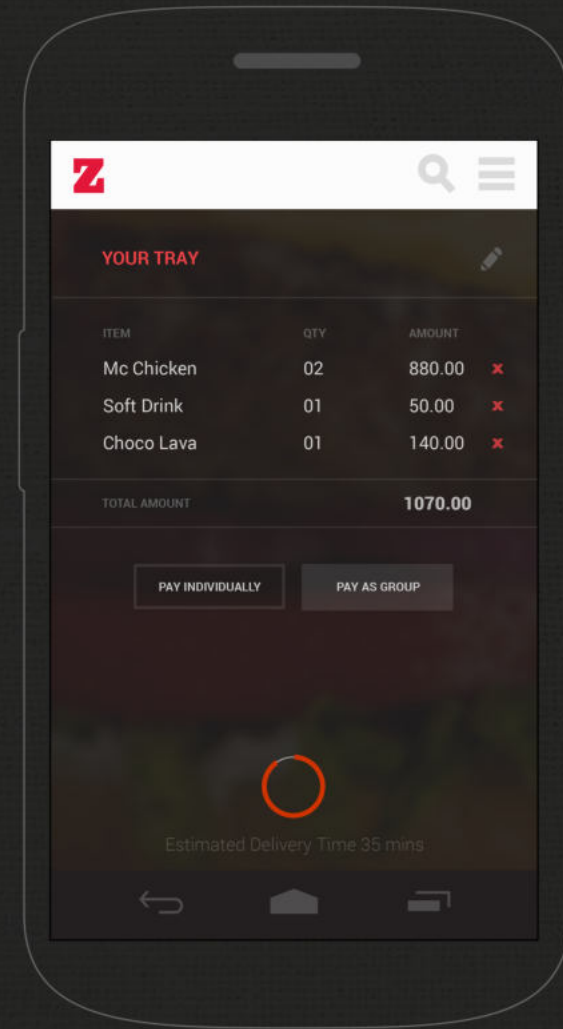 Z
YOUR TRAY
ITEM QTY AMOUNT
Mc Chicken 02 880.00 x
Soft Drink 01 50.00 x
Choco Lava 01 140.00 x
TOTAL AMOUNT 1070.00
PAY INDIVIDUALLY PAY AS GROUP
Estimated Delivery Time 35 mins